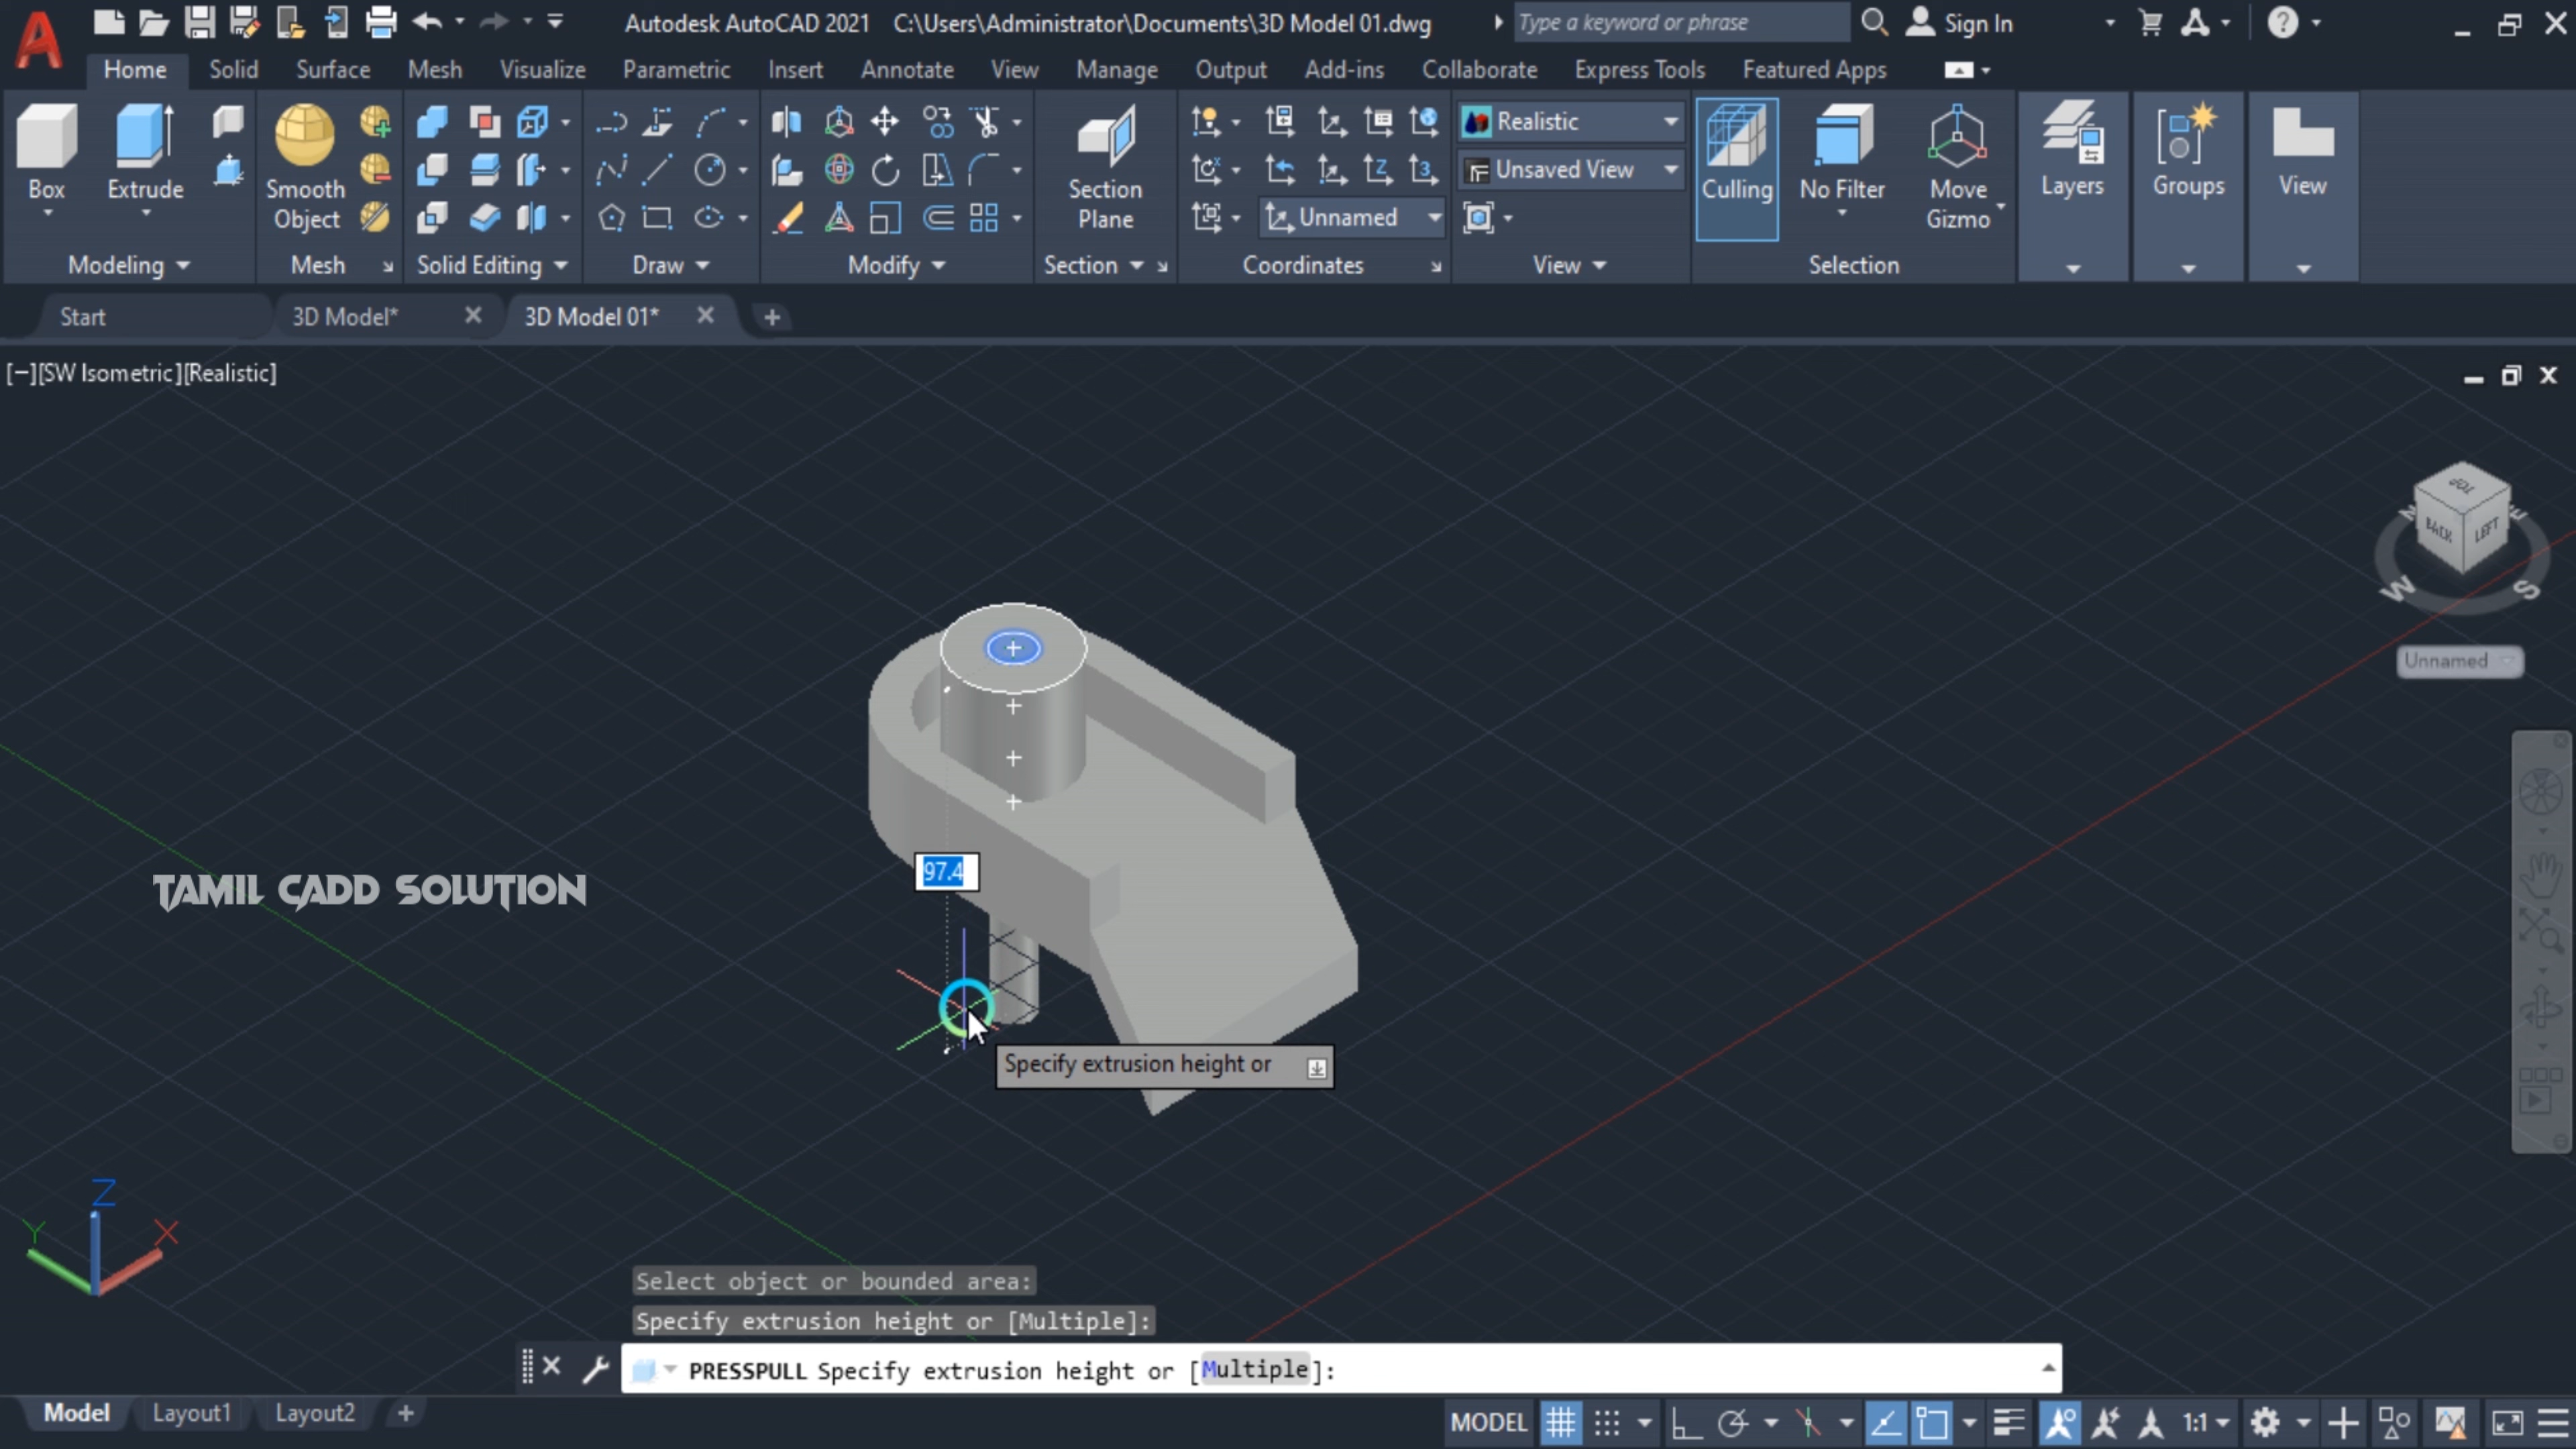 Autodesk AutoCAD 2021 C:\Users\Administrator\Documents\3D Model 01.dwg
Type a keyword or phrase
Sign In
Home Solid Surface Mesh Visualize Parametric Insert Annotate View Manage Output Add-ins Collaborate Express Tools Featured Apps
Box
Extrude
Smooth
Object
Section
Plane
Realistic
Unsaved View
Unnamed
Culling
No Filter
Move
Gizmo
Layers
Groups
View
Modeling Mesh Solid Editing Draw Modify Section Coordinates View Selection
Start 3D Model* 3D Model 01*
[−][SW Isometric][Realistic]
TOP
BACK
LEFT
W
S
Unnamed
97.4
TAMIL CADD SOLUTION
Specify extrusion height or
Z
Y
X
Select object or bounded area:
Specify extrusion height or [Multiple]:
PRESSPULL Specify extrusion height or [Multiple]:
Model Layout1 Layout2
MODEL
1:1